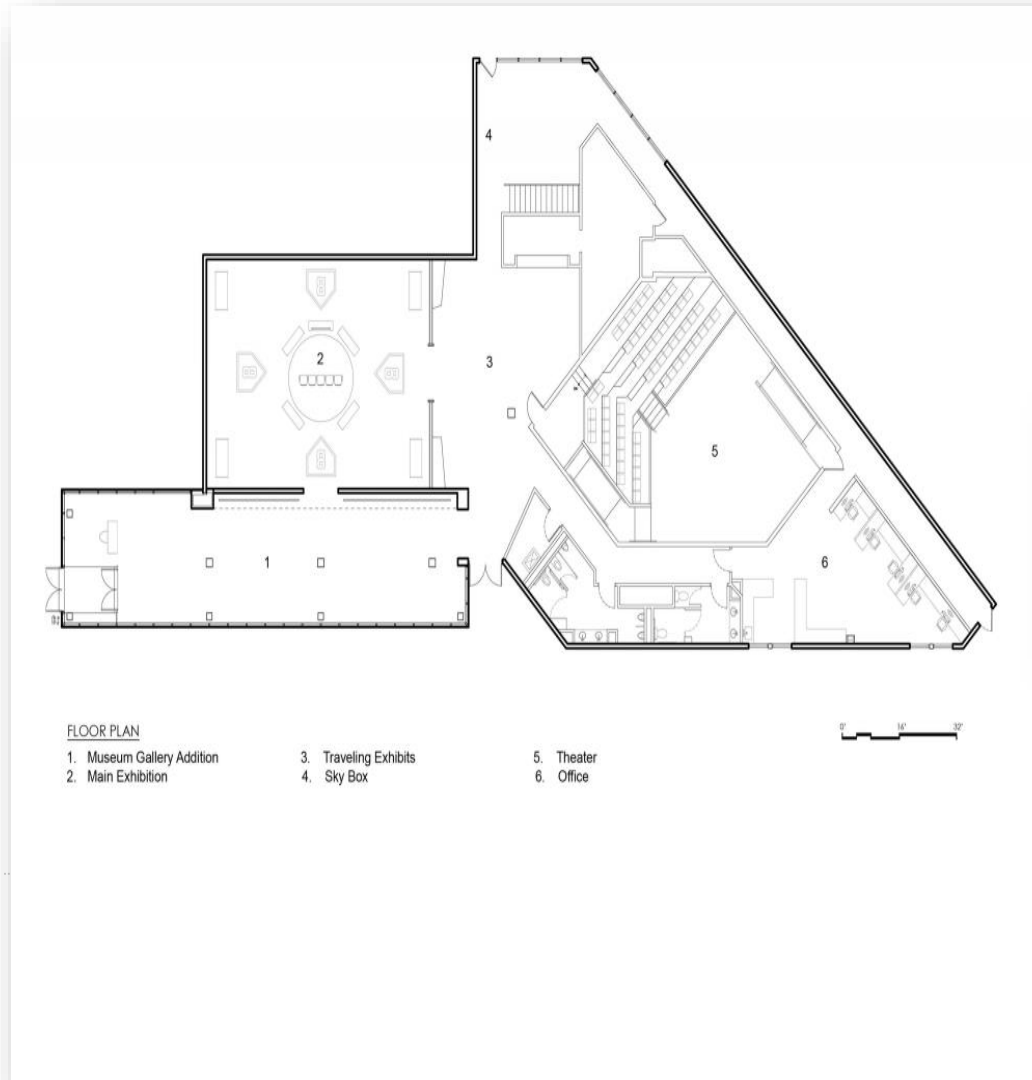 4
2
3
5
1
6
FLOOR PLAN
1. Museum Gallery Addition
2. Main Exhibition
3. Traveling Exhibits
4. Sky Box
5. Theater
6. Office
0' 16' 32'